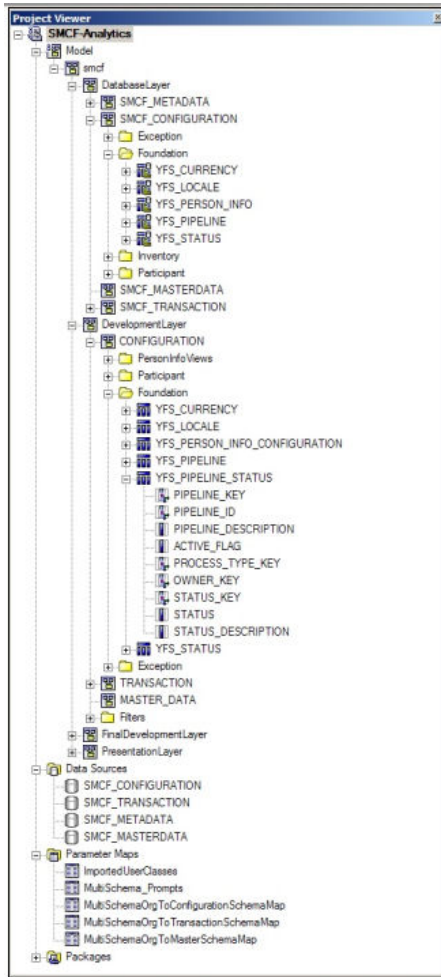 Project Viewer
SMCF-Analytics
Model
smcf
DatabaseLayer
SMCF_METADATA
SMCF_CONFIGURATION
Exception
Foundation
YFS_CURRENCY
YFS_LOCALE
YFS_PERSON_INFO
YFS_PIPELINE
YFS_STATUS
Inventory
Participant
SMCF_MASTERDATA
SMCF_TRANSACTION
DevelopmentLayer
CONFIGURATION
PersonInfoViews
Participant
Foundation
YFS_CURRENCY
YFS_LOCALE
YFS_PERSON_INFO_CONFIGURATION
YFS_PIPELINE
YFS_PIPELINE_STATUS
PIPELINE_KEY
PIPELINE_ID
PIPELINE_DESCRIPTION
ACTIVE_FLAG
PROCESS_TYPE_KEY
OWNER_KEY
STATUS_KEY
STATUS
STATUS_DESCRIPTION
YFS_STATUS
Exception
TRANSACTION
MASTER_DATA
Filters
FinalDevelopmentLayer
PresentationLayer
Data Sources
SMCF_CONFIGURATION
SMCF_TRANSACTION
SMCF_METADATA
SMCF_MASTERDATA
Parameter Maps
ImportedUserClasses
MultiSchema_Prompts
MultiSchemaOrgToConfigurationSchemaMap
MultiSchemaOrgToTransactionSchemaMap
MultiSchemaOrgToMasterSchemaMap
Packages